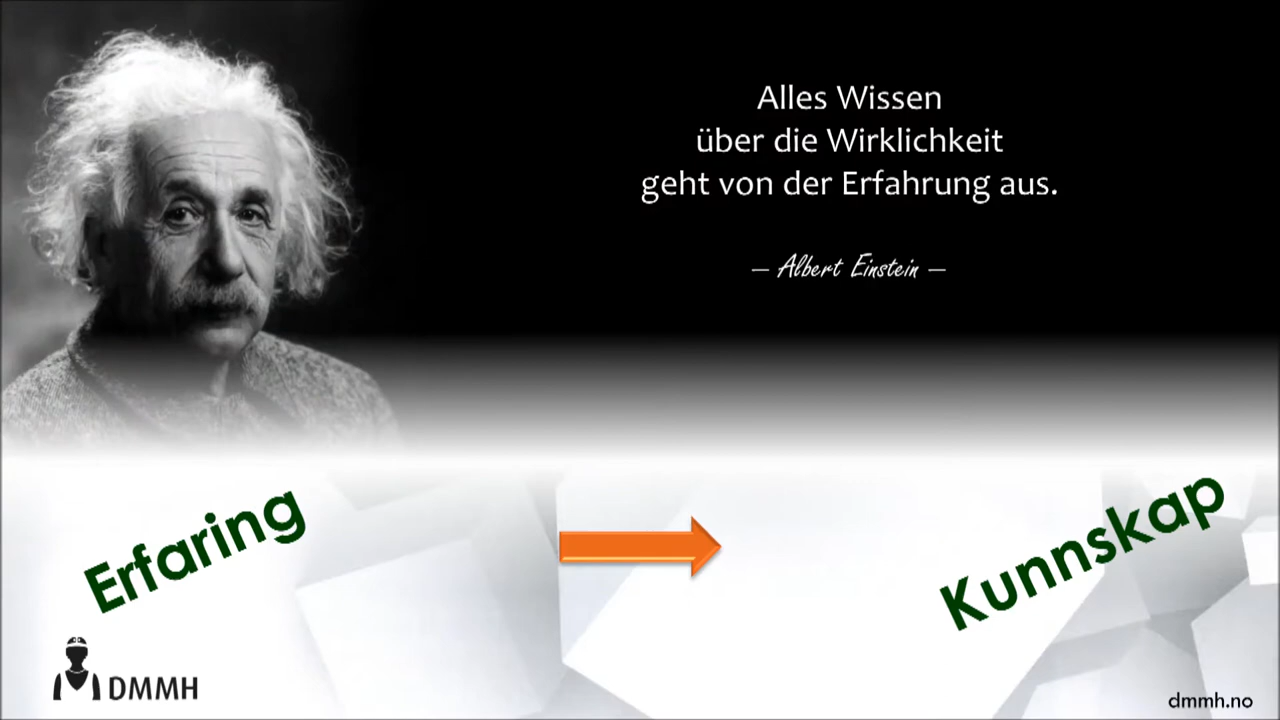 Alles Wissen
über die Wirklichkeit
geht von der Erfahrung aus.
— Albert Einstein —
Erfaring
Kunnskap
DMMH
dmmh.no